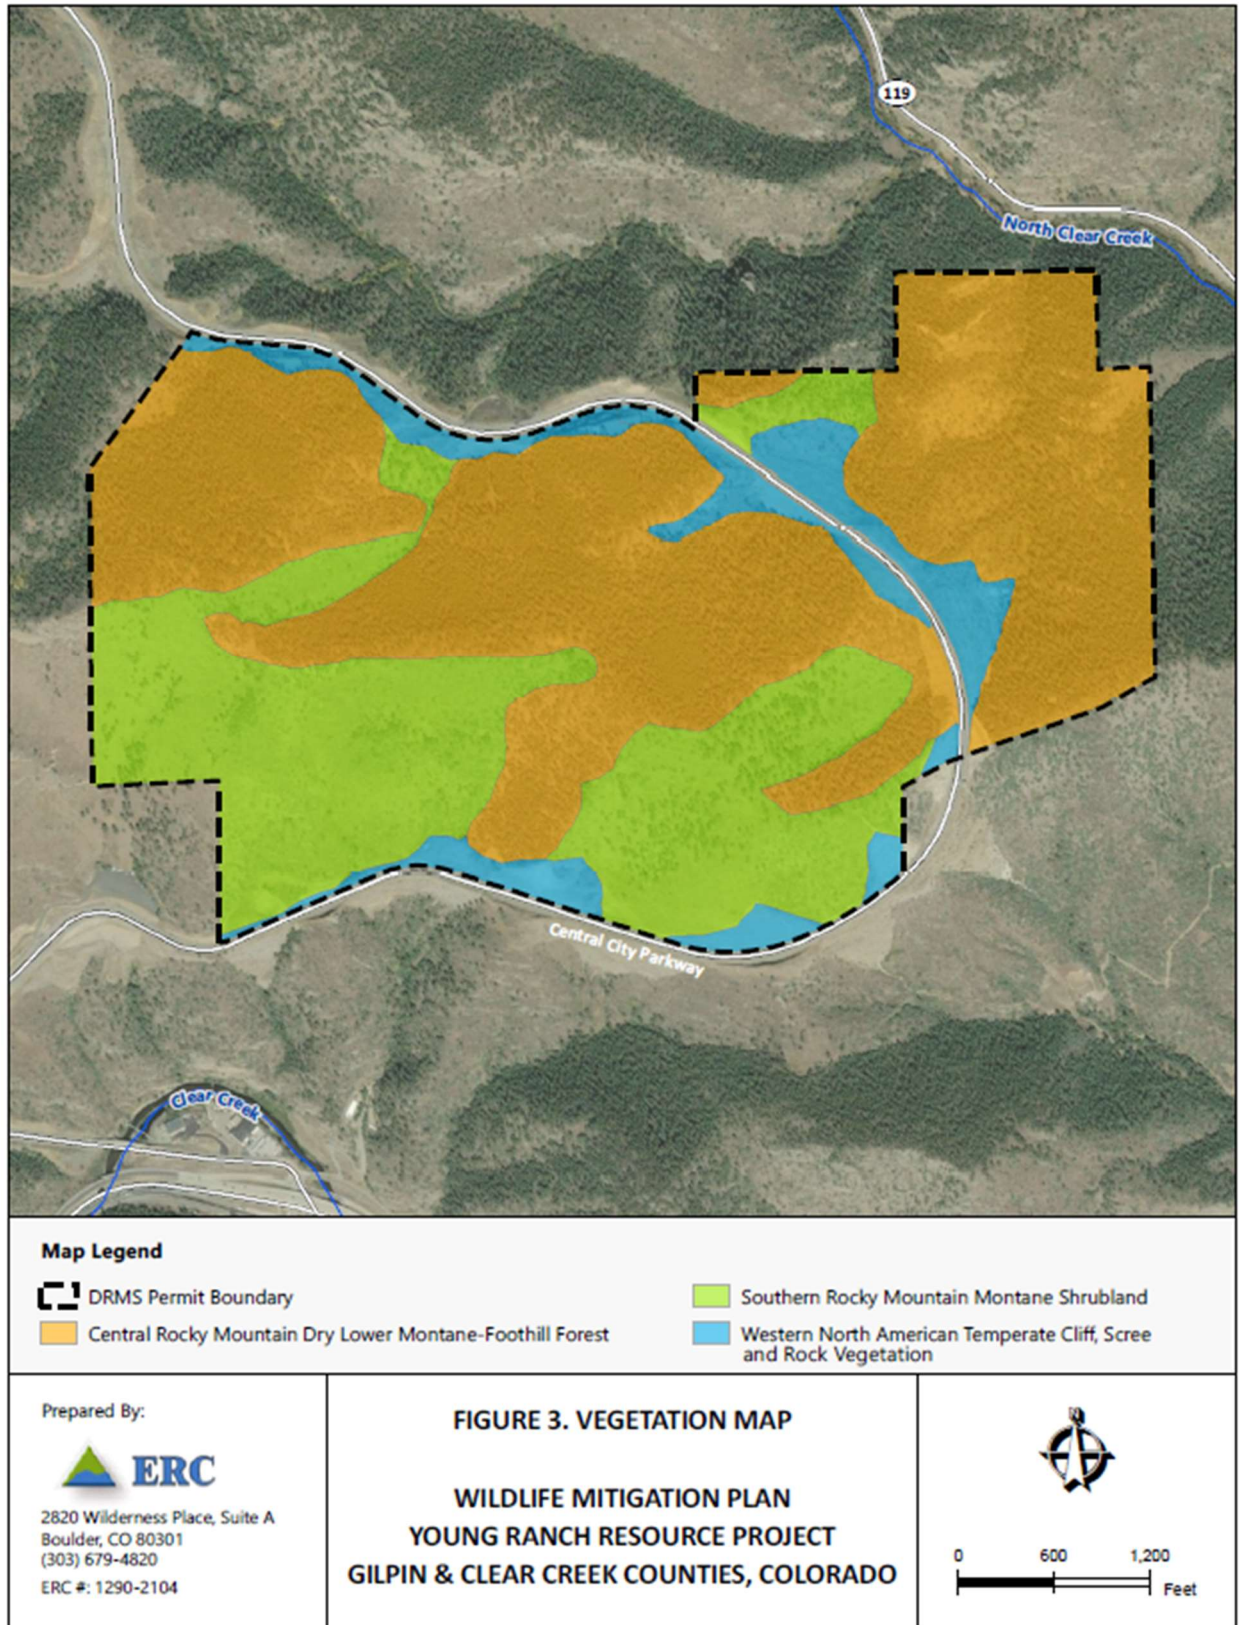 119
North Clear Creek
Central City Parkway
Clear Creek
Map Legend
DRMS Permit Boundary
Central Rocky Mountain Dry Lower Montane-Foothill Forest
Southern Rocky Mountain Montane Shrubland
Western North American Temperate Cliff, Scree
and Rock Vegetation
Prepared By:
ERC
2820 Wilderness Place, Suite A
Boulder, CO 80301
(303) 679-4820
ERC #: 1290-2104
FIGURE 3. VEGETATION MAP
WILDLIFE MITIGATION PLAN
YOUNG RANCH RESOURCE PROJECT
GILPIN & CLEAR CREEK COUNTIES, COLORADO
N
0 600 1,200
Feet